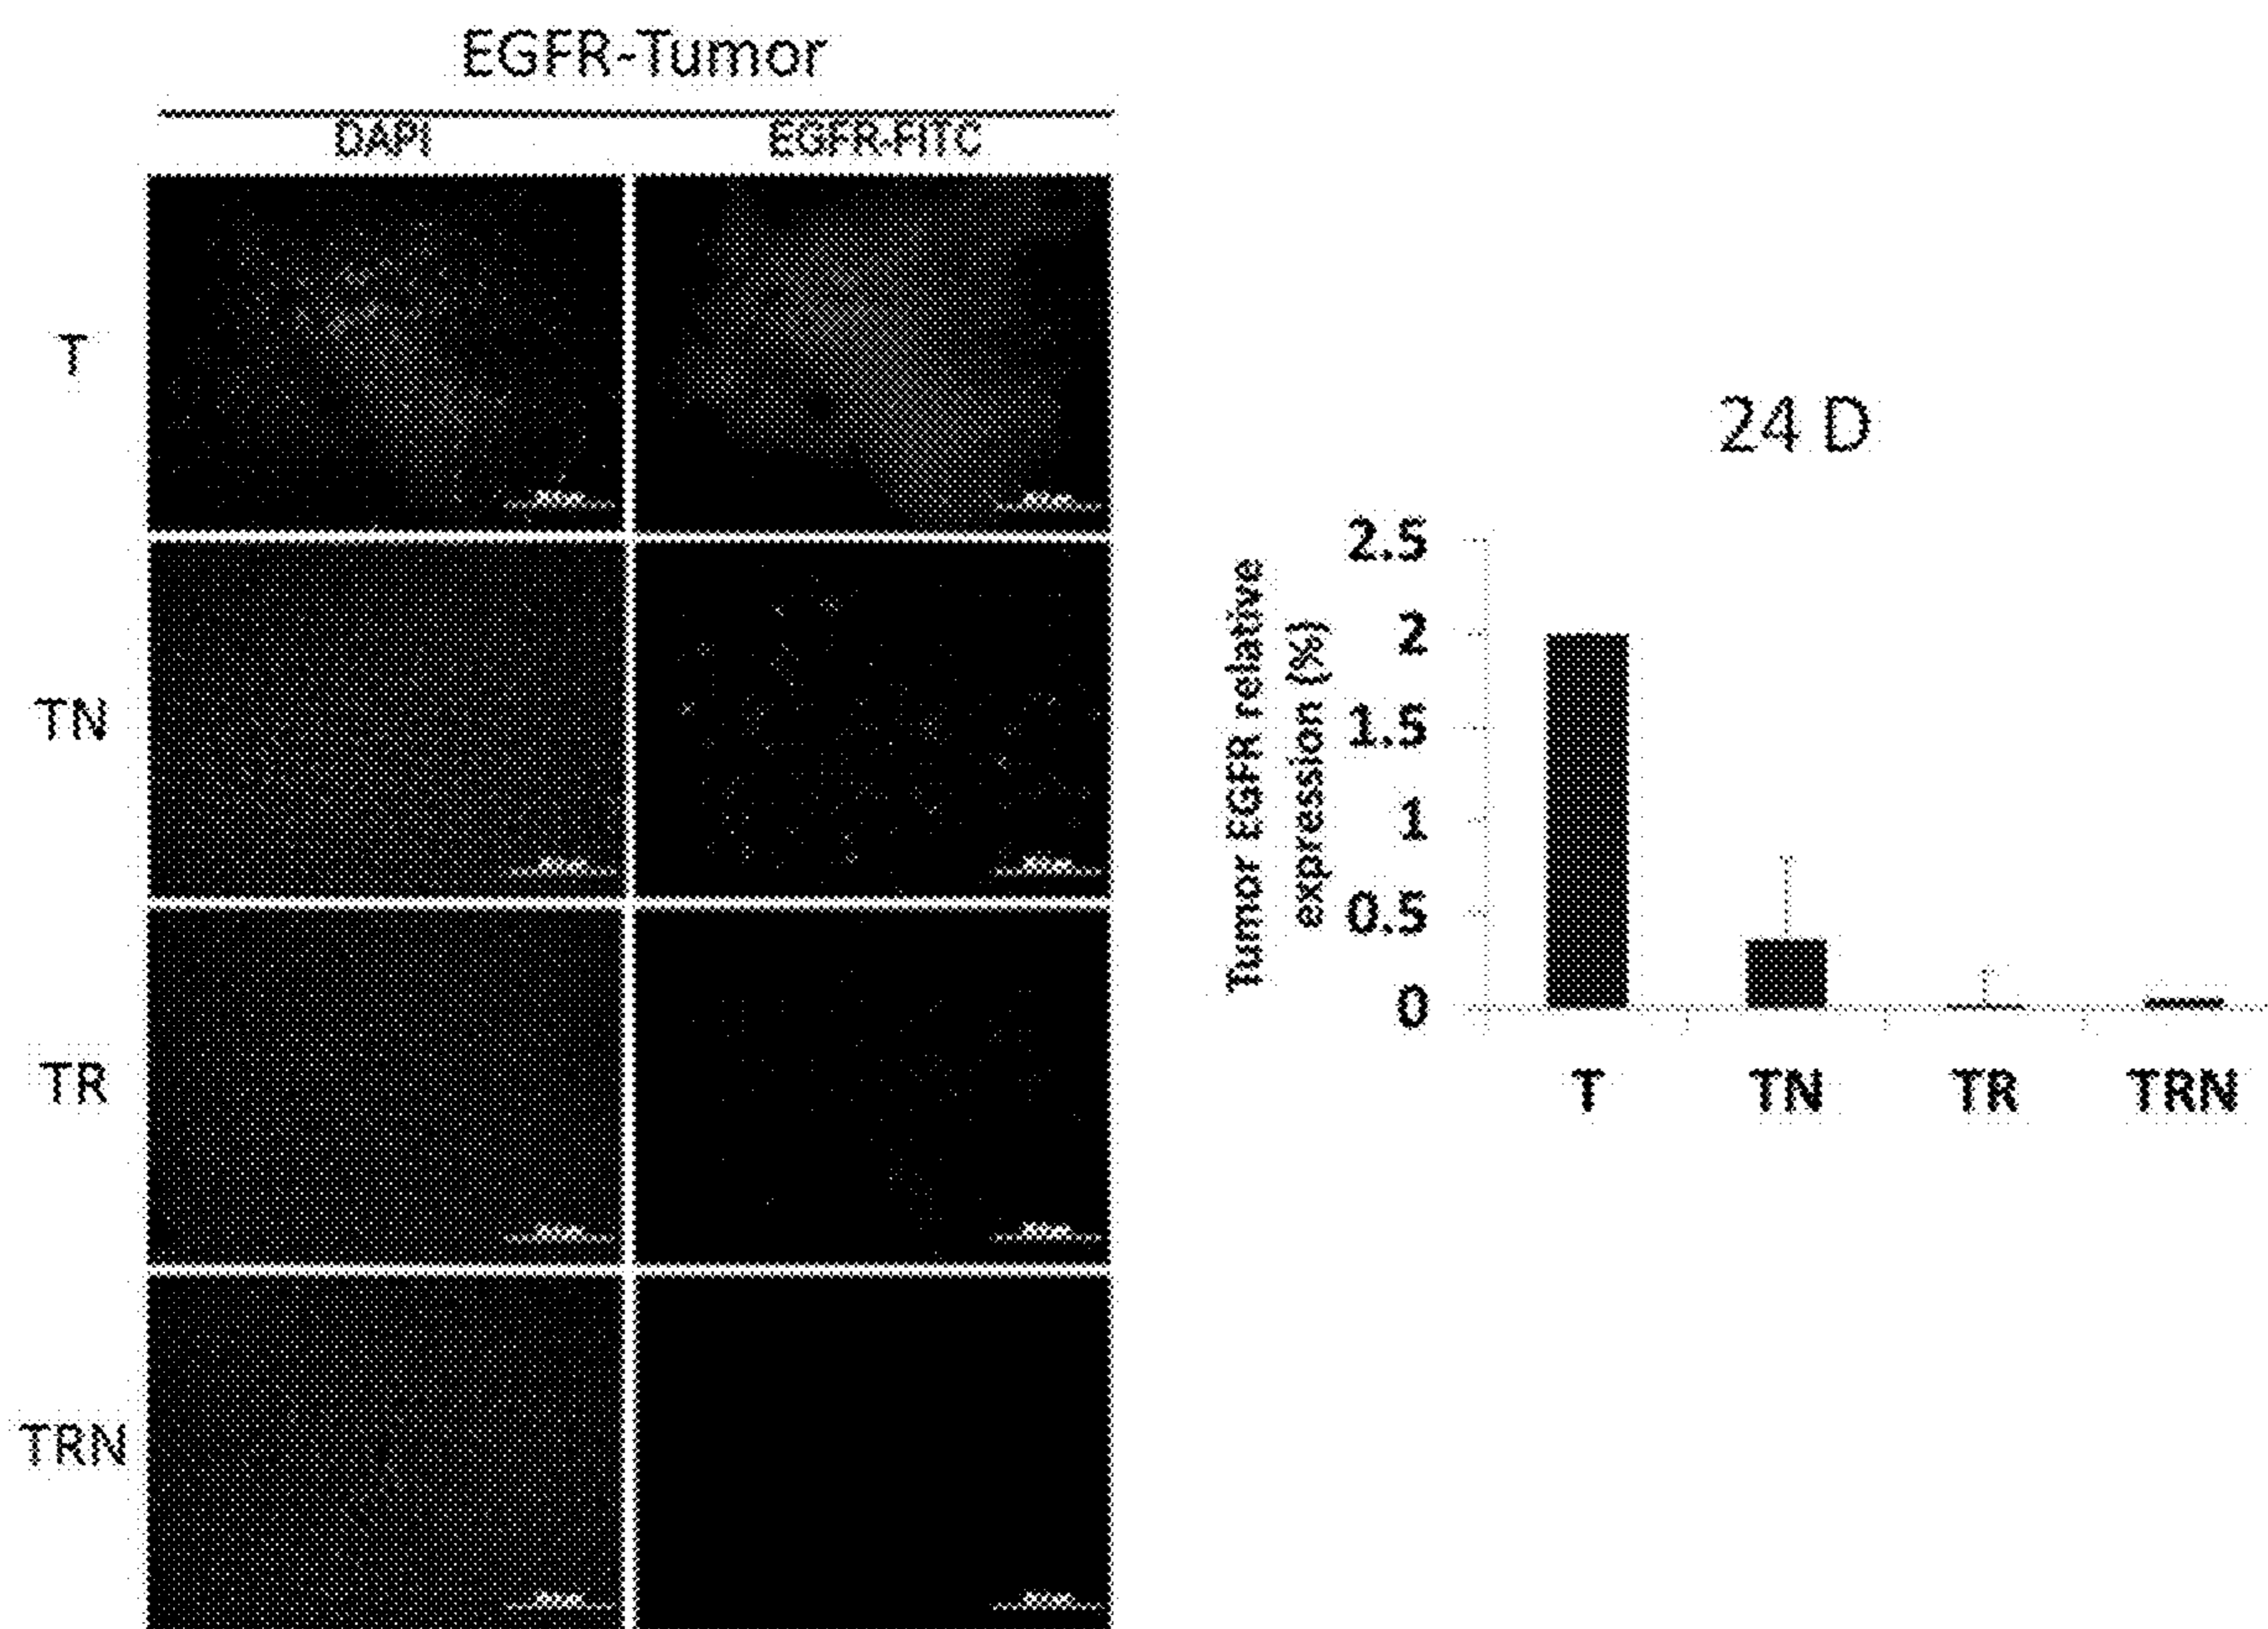 EGFR-Tumor
DAPI EGFR-FITC
T
TN
TR
TRN
24 D
Tumor EGFR relative
expression (%)
2.5
2
1.5
1
0.5
0
T TN TR TRN